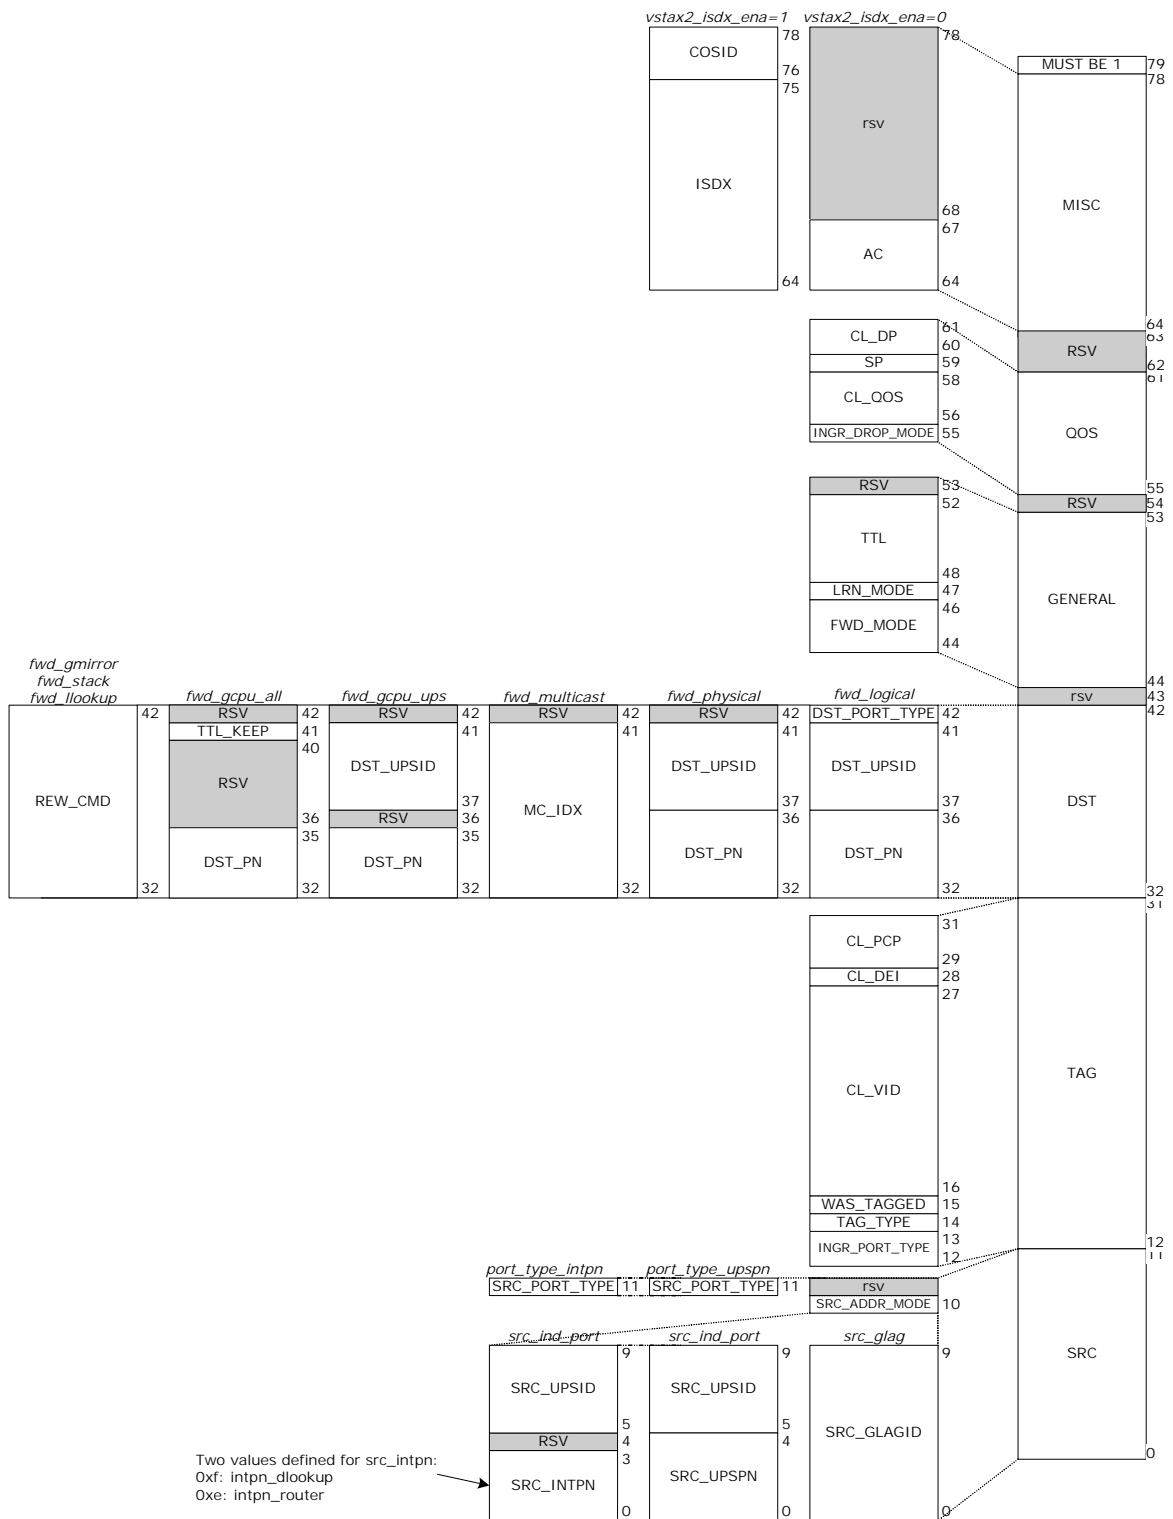 vstax2_isdx_ena=1 vstax2_isdx_ena=0
COSID
78
76
ISDX
75
64
rsv
78
68
AC
67
64
MUST BE 1
79
MISC
78
64
RSV
63
62
QOS
61
55
RSV
54
GENERAL
53
44
rsv
43
DST
42
32
TAG
31
12
SRC
11
0
CL_DP
61
60
SP
59
CL_QOS
58
56
INGR_DROP_MODE
55
RSV
53
TTL
52
48
LRN_MODE
47
FWD_MODE
46
44
fwd_gmirror
fwd_stack
fwd_llookup
REW_CMD
42
32
fwd_gcpu_all
RSV
42
TTL_KEEP
41
RSV
40
36
DST_PN
35
32
fwd_gcpu_ups
RSV
42
DST_UPSID
41
37
RSV
36
DST_PN
35
32
fwd_multicast
RSV
42
MC_IDX
41
32
fwd_physical
RSV
42
DST_UPSID
41
37
DST_PN
36
32
fwd_logical
DST_PORT_TYPE
42
DST_UPSID
41
37
DST_PN
36
32
CL_PCP
31
29
CL_DEI
28
CL_VID
27
16
WAS_TAGGED
15
TAG_TYPE
14
INGR_PORT_TYPE
13
12
port_type_intpn
SRC_PORT_TYPE
11
port_type_upspn
SRC_PORT_TYPE
11
rsv
SRC_ADDR_MODE
10
src_ind_port
SRC_UPSID
9
5
RSV
4
SRC_INTPN
3
0
src_ind_port
SRC_UPSID
9
5
SRC_UPSPN
4
0
src_glag
SRC_GLAGID
9
0
Two values defined for src_intpn:
0xf: intpn_dlookup
0xe: intpn_router